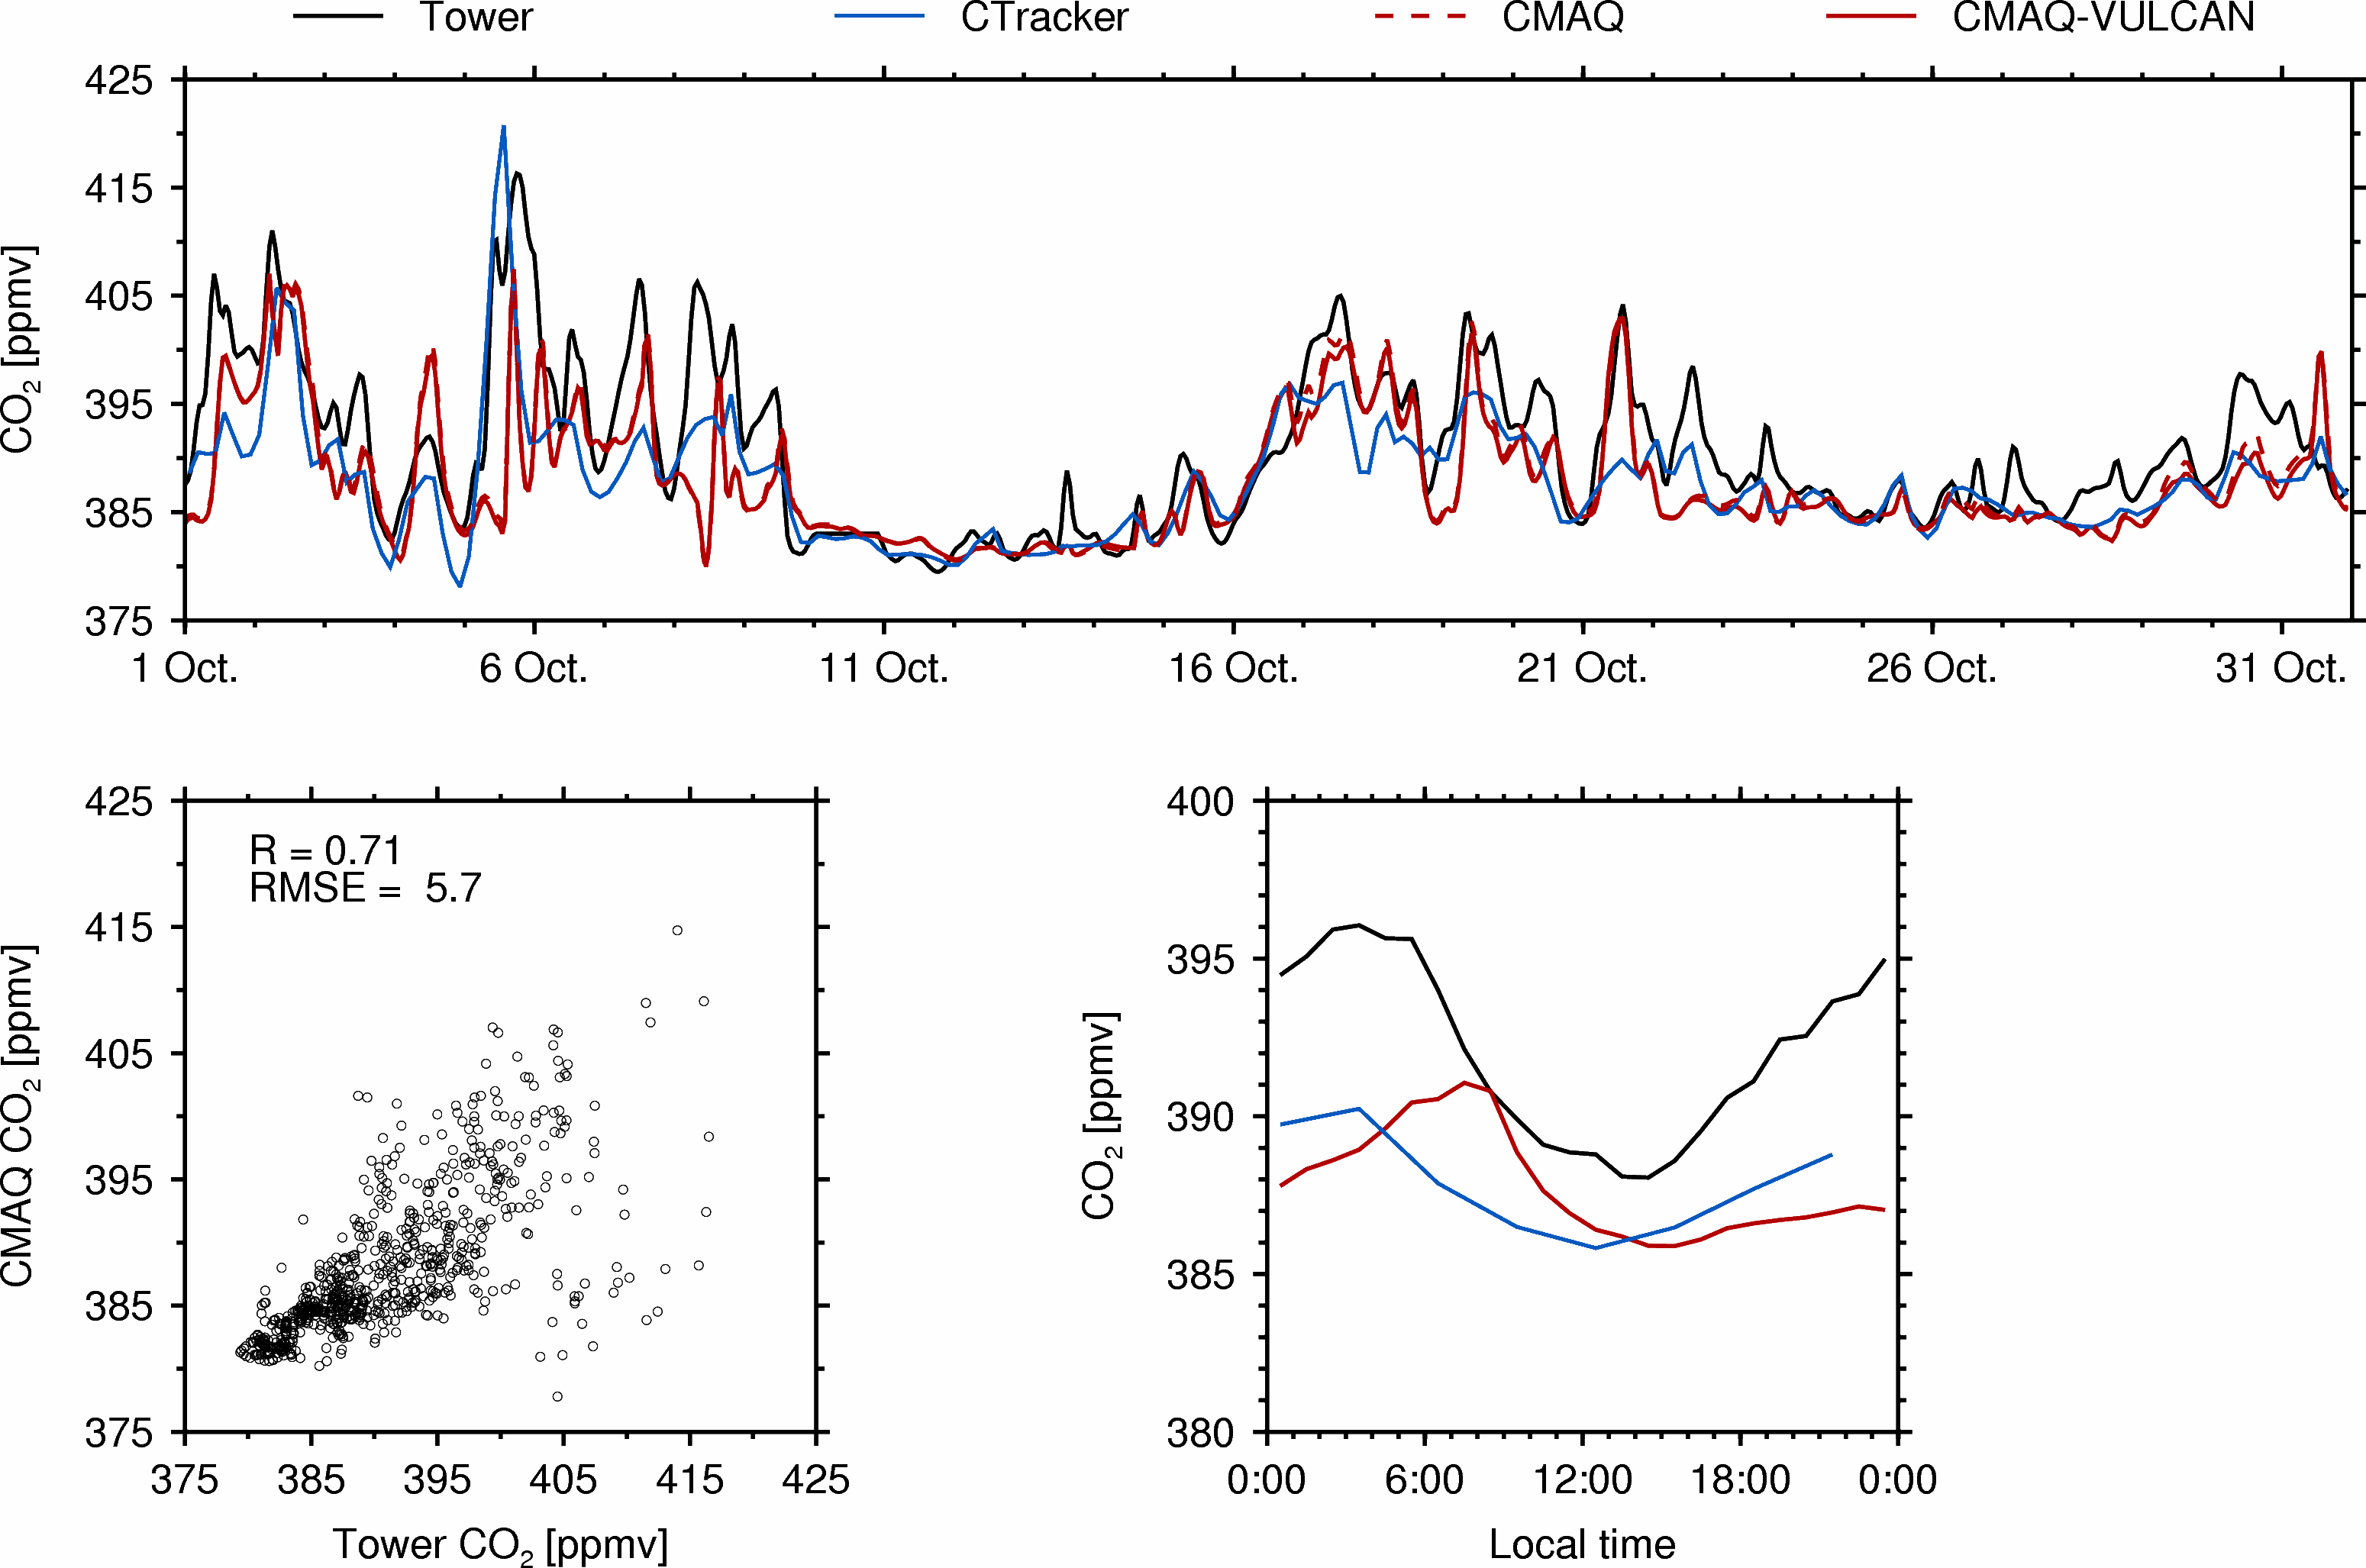 Tower CTracker CMAQ CMAQ-VULCAN
425
415
405
395
385
375
CO2 [ppmv]
1 Oct. 6 Oct. 11 Oct. 16 Oct. 21 Oct. 26 Oct. 31 Oct.
425
415
405
395
385
375
CMAQ CO2 [ppmv]
R = 0.71
RMSE = 5.7
375 385 395 405 415 425
Tower CO2 [ppmv]
400
395
390
385
380
CO2 [ppmv]
0:00 6:00 12:00 18:00 0:00
Local time